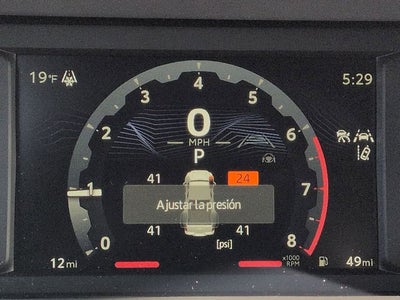 19°F
5:29
0 1 2 3 4 5 6 7 8
0
MPH
P
41 24
Ajustar la presión
41 41
[psi]
x1000
RPM
12mi
49mi